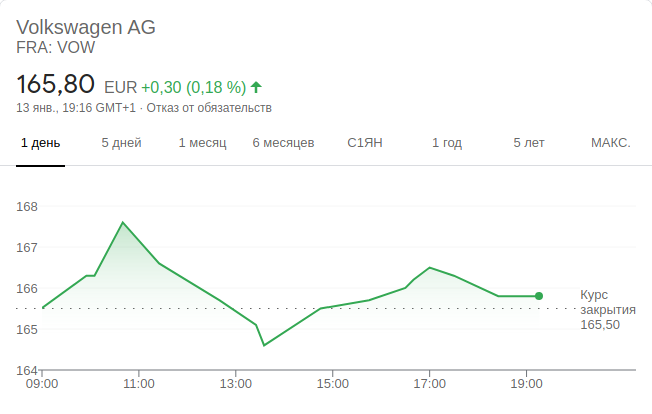 Volkswagen AG
FRA: VOW
165,80 EUR +0,30 (0,18 %)
13 янв., 19:16 GMT+1 · Отказ от обязательств
1 день 5 дней 1 месяц 6 месяцев С1ЯН 1 год 5 лет МАКС.
168
167
166
165
164
Курс
закрытия
165,50
09:00 11:00 13:00 15:00 17:00 19:00